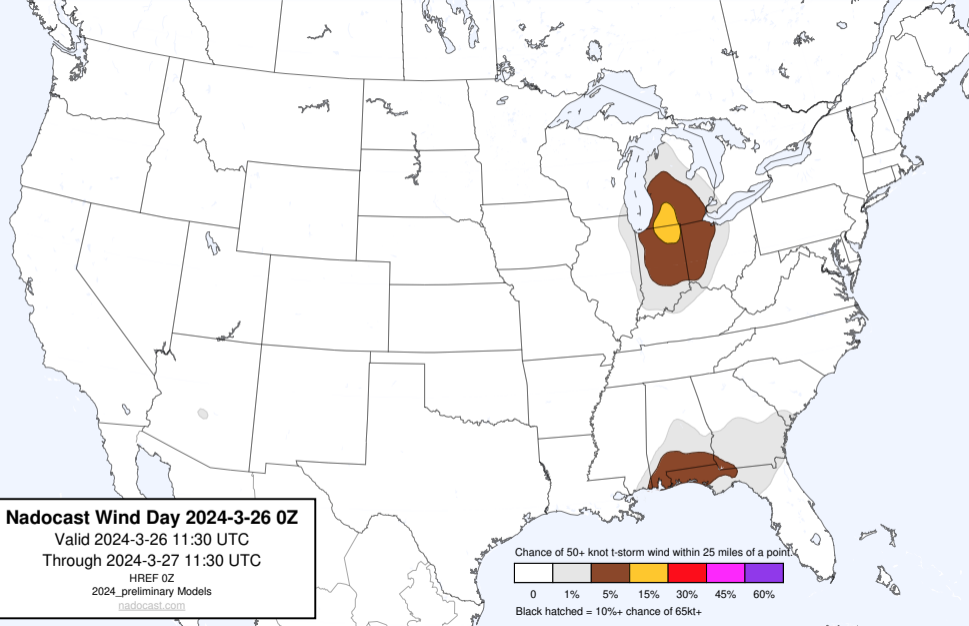 Nadocast Wind Day 2024-3-26 0Z
Valid 2024-3-26 11:30 UTC
Through 2024-3-27 11:30 UTC
HREF 0Z
2024_preliminary Models
nadocast.com
Chance of 50+ knot t-storm wind within 25 miles of a point.
0 1% 5% 15% 30% 45% 60%
Black hatched = 10%+ chance of 65kt+